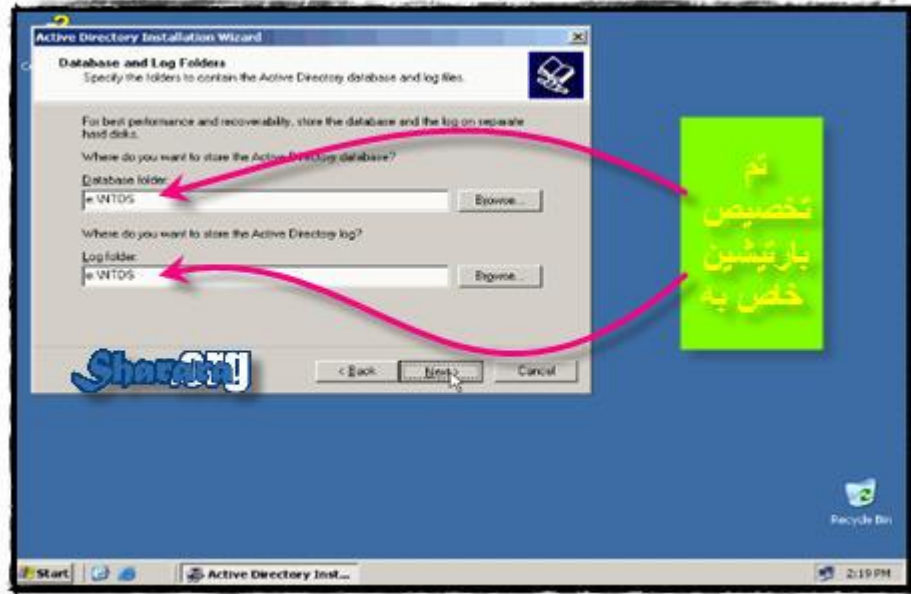 Active Directory Installation Wizard
Database and Log Folders
Specify the folders to contain the Active Directory database and log files.
For best performance and recoverability, store the database and the log on separate
hard disks.
Where do you want to store the Active Directory database?
Database folder:
e:\NTDS
Browse...
Where do you want to store the Active Directory log?
Log folder:
e:\NTDS
Browse...
< Back
Next >
Cancel
تم
تخصيص
بارتيشين
خاص به
Recycle Bin
Start
Active Directory Inst...
2:19 PM